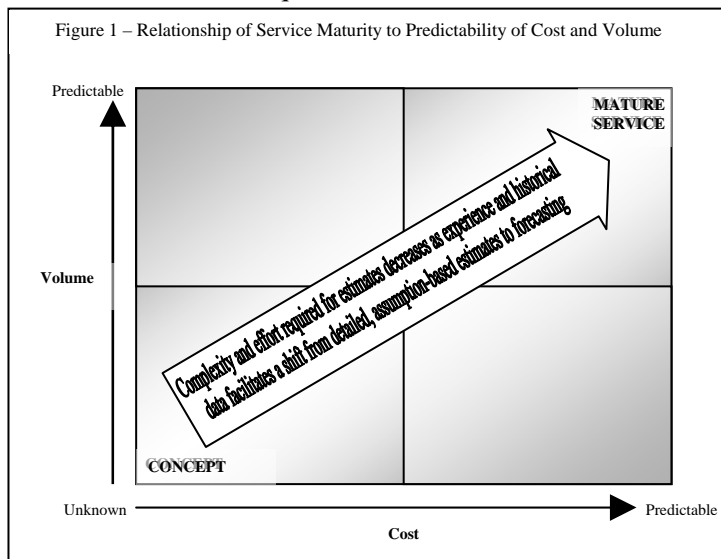 Figure 1 – Relationship of Service Maturity to Predictability of Cost and Volume
Predictable
MATURE
SERVICE
Complexity and effort required for estimates decreases as experience and historical
data facilitates a shift from detailed, assumption-based estimates to forecasting
Volume
CONCEPT
Unknown
Predictable
Cost